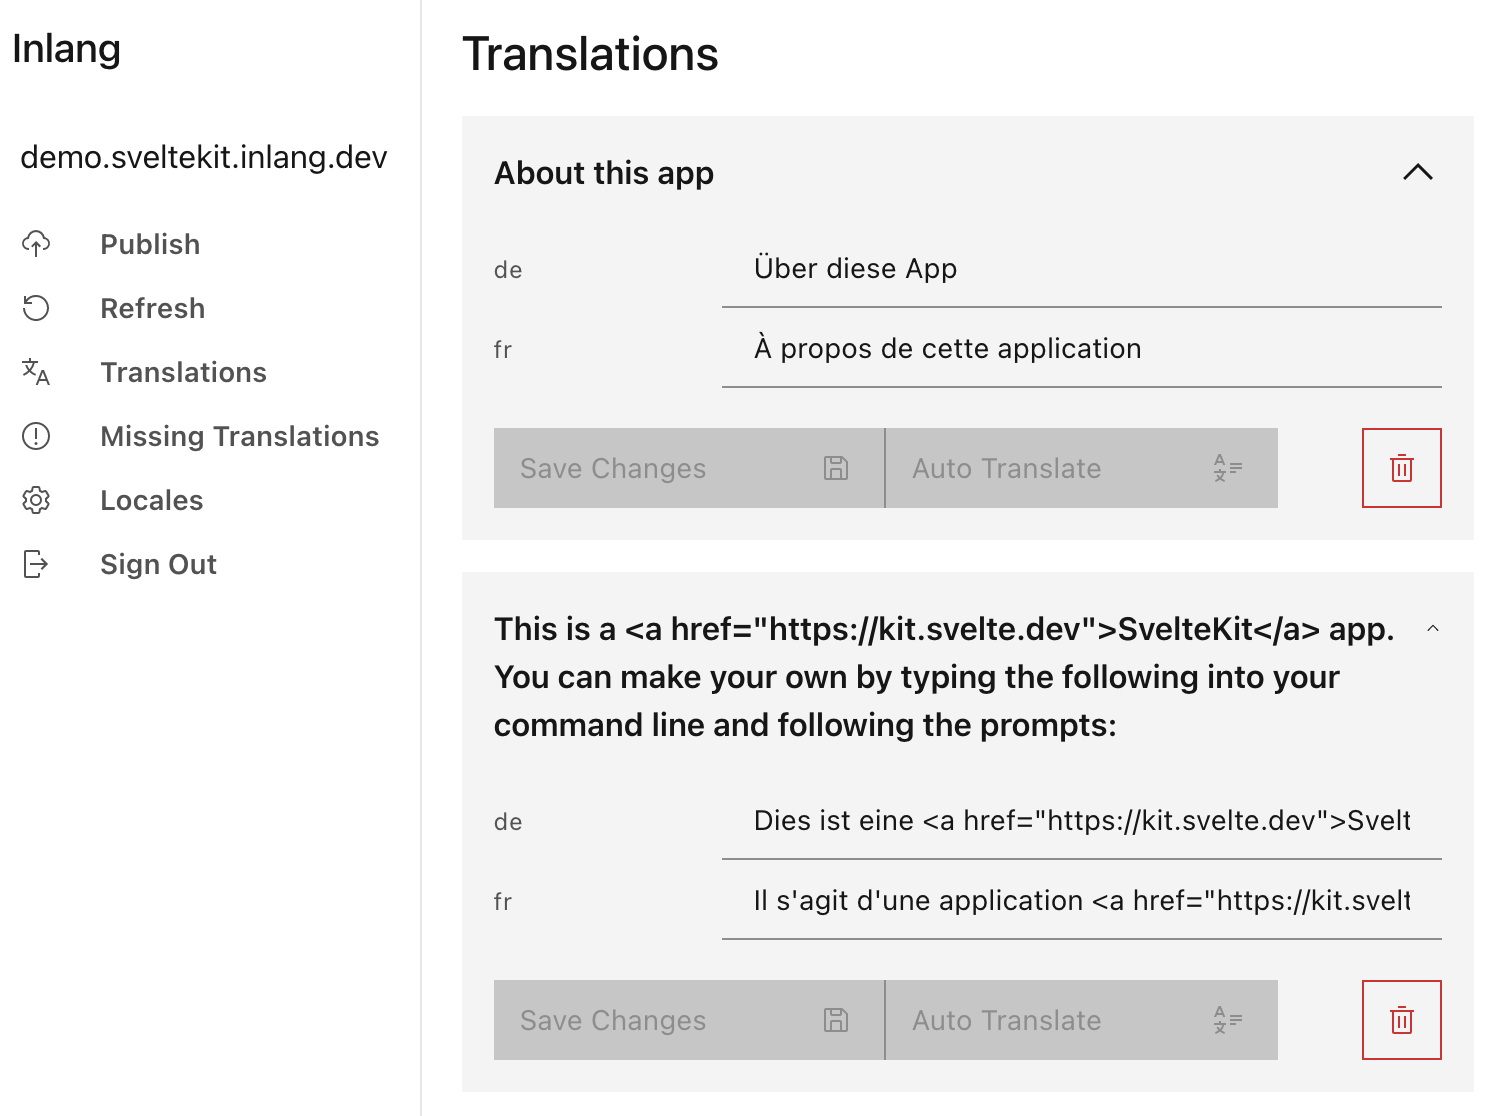 Inlang
demo.sveltekit.inlang.dev
Publish
Refresh
Translations
Missing Translations
Locales
Sign Out
Translations
About this app
de
Über diese App
fr
À propos de cette application
Save Changes
Auto Translate
This is a <a href="https://kit.svelte.dev">SvelteKit</a> app.
You can make your own by typing the following into your
command line and following the prompts:
de
Dies ist eine <a href="https://kit.svelte.dev">Svelt
fr
Il s'agit d'une application <a href="https://kit.svelt
Save Changes
Auto Translate